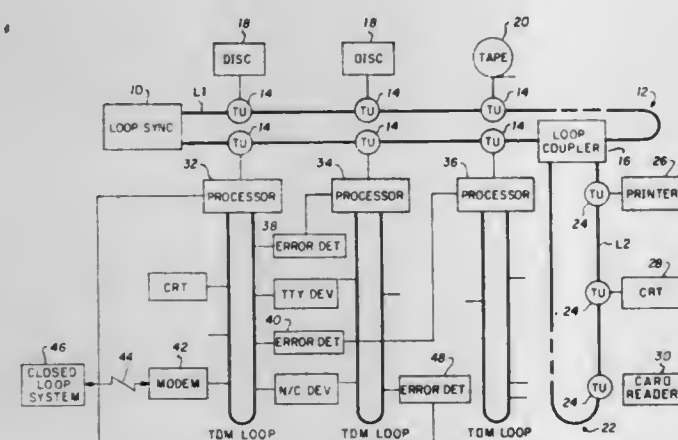 18
18
20
DISC
DISC
TAPE
10
L1
14
14
14
12
TU
TU
TU
LOOP SYNC
14
14
14
TU
TU
TU
LOOP COUPLER
16
32
34
36
26
PROCESSOR
PROCESSOR
PROCESSOR
TU
PRINTER
24
38
ERROR DET
L2
28
CRT
TTY DEV
TU
CRT
24
40
ERROR DET
46
44
42
48
30
CLOSED LOOP SYSTEM
MODEM
N/C DEV
ERROR DET
TU
CARD READER
24
TDM LOOP
TDM LOOP
TDM LOOP
22